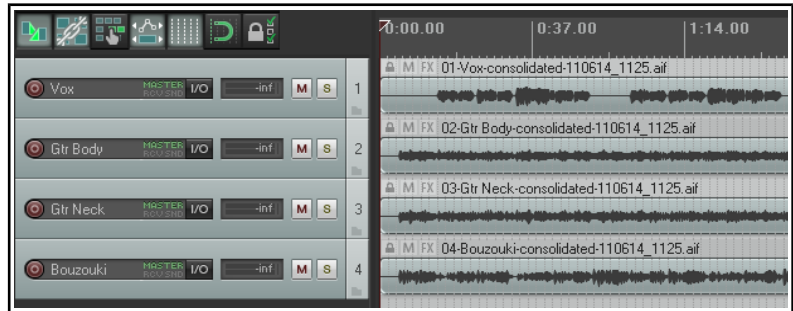 0:00.00 0:37.00 1:14.00
M FX 01-Vox-consolidated-110614_1125.aif
Vox MASTER RCV SND I/O -inf M S 1
M FX 02-Gtr Body-consolidated-110614_1125.aif
Gtr Body MASTER RCV SND I/O -inf M S 2
M FX 03-Gtr Neck-consolidated-110614_1125.aif
Gtr Neck MASTER RCV SND I/O -inf M S 3
M FX 04-Bouzouki-consolidated-110614_1125.aif
Bouzouki MASTER RCV SND I/O -inf M S 4